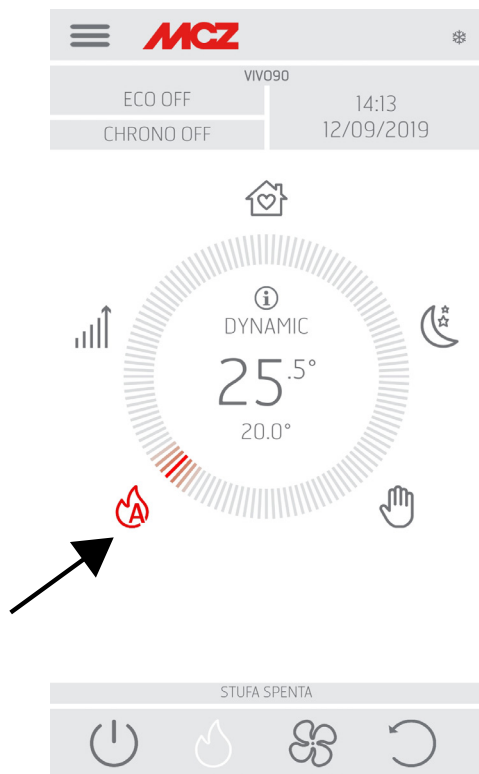 MCZ
VIVO90
ECO OFF
CHRONO OFF
14:13
12/09/2019
DYNAMIC
25.5°
20.0°
A
STUFA SPENTA